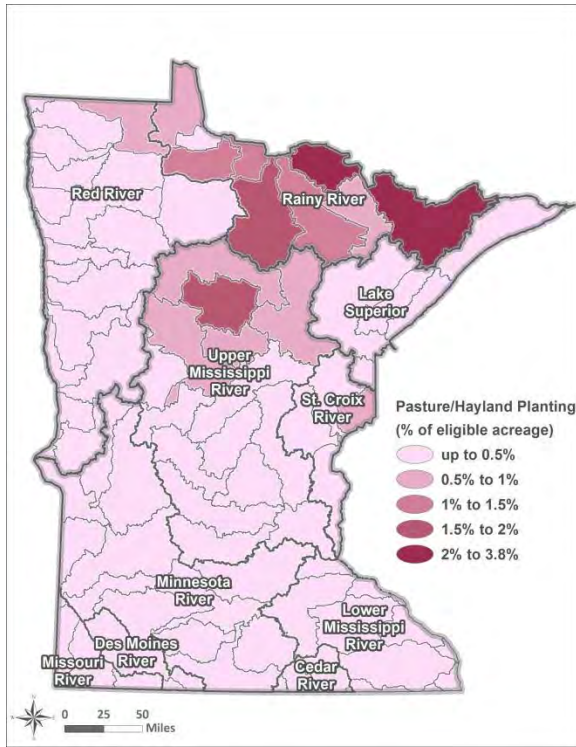 Red River
Rainy River
Lake
Superior
Upper
Mississippi
River
St. Croix
River
Pasture/Hayland Planting
(% of eligible acreage)
up to 0.5%
0.5% to 1%
1% to 1.5%
1.5% to 2%
2% to 3.8%
Minnesota
River
Lower
Mississippi
River
Des Moines
River
Missouri
River
Cedar
River
0 25 50
Miles